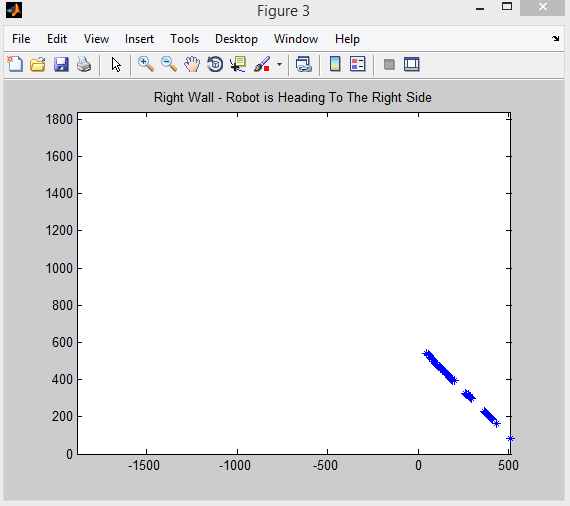 Figure 3
File Edit View Insert Tools Desktop Window Help
Right Wall - Robot is Heading To The Right Side
1800
1600
1400
1200
1000
800
600
400
200
0
-1500 -1000 -500 0 500